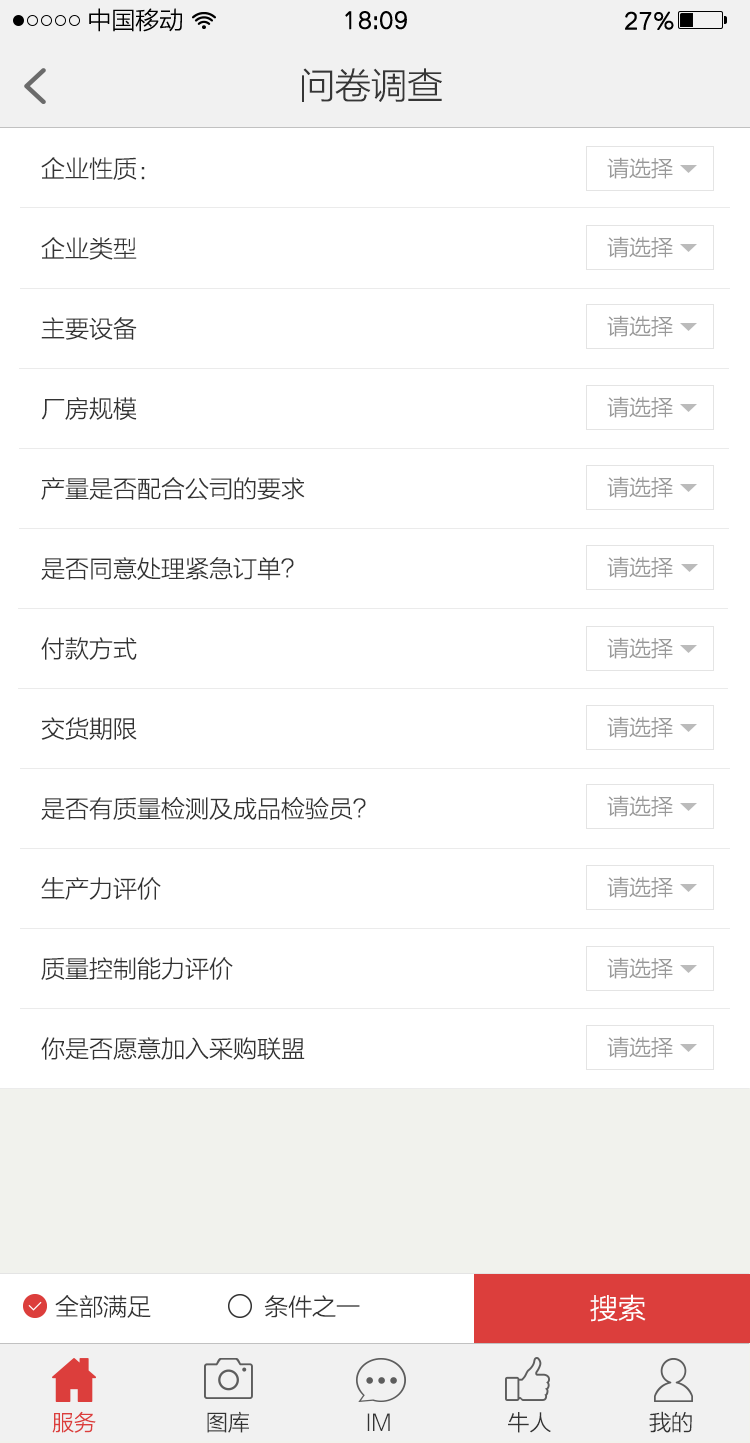 中国移动 18:09 27%
问卷调查
企业性质: 请选择
企业类型 请选择
主要设备 请选择
厂房规模 请选择
产量是否配合公司的要求 请选择
是否同意处理紧急订单? 请选择
付款方式 请选择
交货期限 请选择
是否有质量检测及成品检验员? 请选择
生产力评价 请选择
质量控制能力评价 请选择
你是否愿意加入采购联盟 请选择
全部满足 条件之一 搜索
服务 图库 IM 牛人 我的